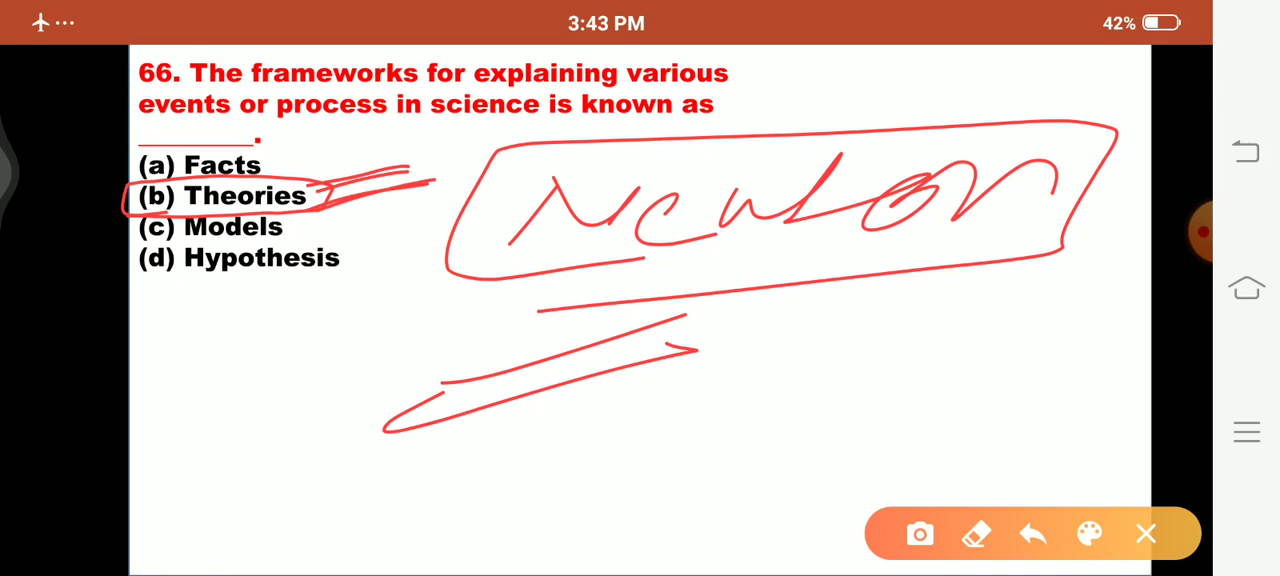 3:43 PM
42%
66. The frameworks for explaining various
events or process in science is known as
__________.
(a) Facts
(b) Theories
(c) Models
(d) Hypothesis
Newton